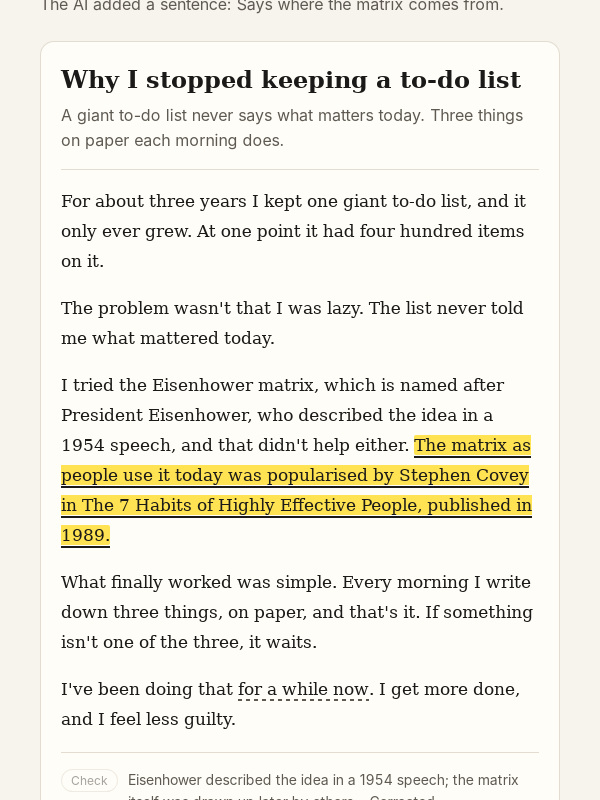 The AI added a sentence: Says where the matrix comes from.
Why I stopped keeping a to-do list
A giant to-do list never says what matters today. Three things
on paper each morning does.
For about three years I kept one giant to-do list, and it
only ever grew. At one point it had four hundred items
on it.
The problem wasn't that I was lazy. The list never told
me what mattered today.
I tried the Eisenhower matrix, which is named after
President Eisenhower, who described the idea in a
1954 speech, and that didn't help either. The matrix as
people use it today was popularised by Stephen Covey
in The 7 Habits of Highly Effective People, published in
1989.
What finally worked was simple. Every morning I write
down three things, on paper, and that's it. If something
isn't one of the three, it waits.
I've been doing that for a while now. I get more done,
and I feel less guilty.
Check Eisenhower described the idea in a 1954 speech; the matrix
itself was drawn up later by others. Corrected